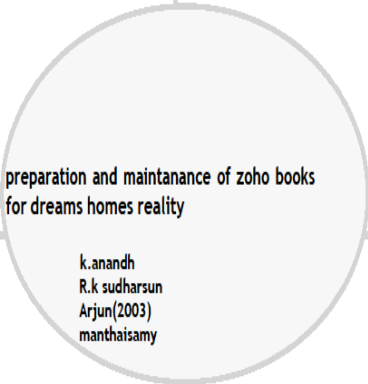 preparation and maintanance of zoho books
for dreams homes reality
k.anandh
R.k sudharsun
Arjun(2003)
manthaisamy